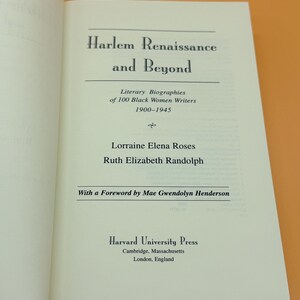 Harlem Renaissance
and Beyond
Literary Biographies
of 100 Black Women Writers
1900–1945
Lorraine Elena Roses
Ruth Elizabeth Randolph
With a Foreword by Mae Gwendolyn Henderson
Harvard University Press
Cambridge, Massachusetts
London, England